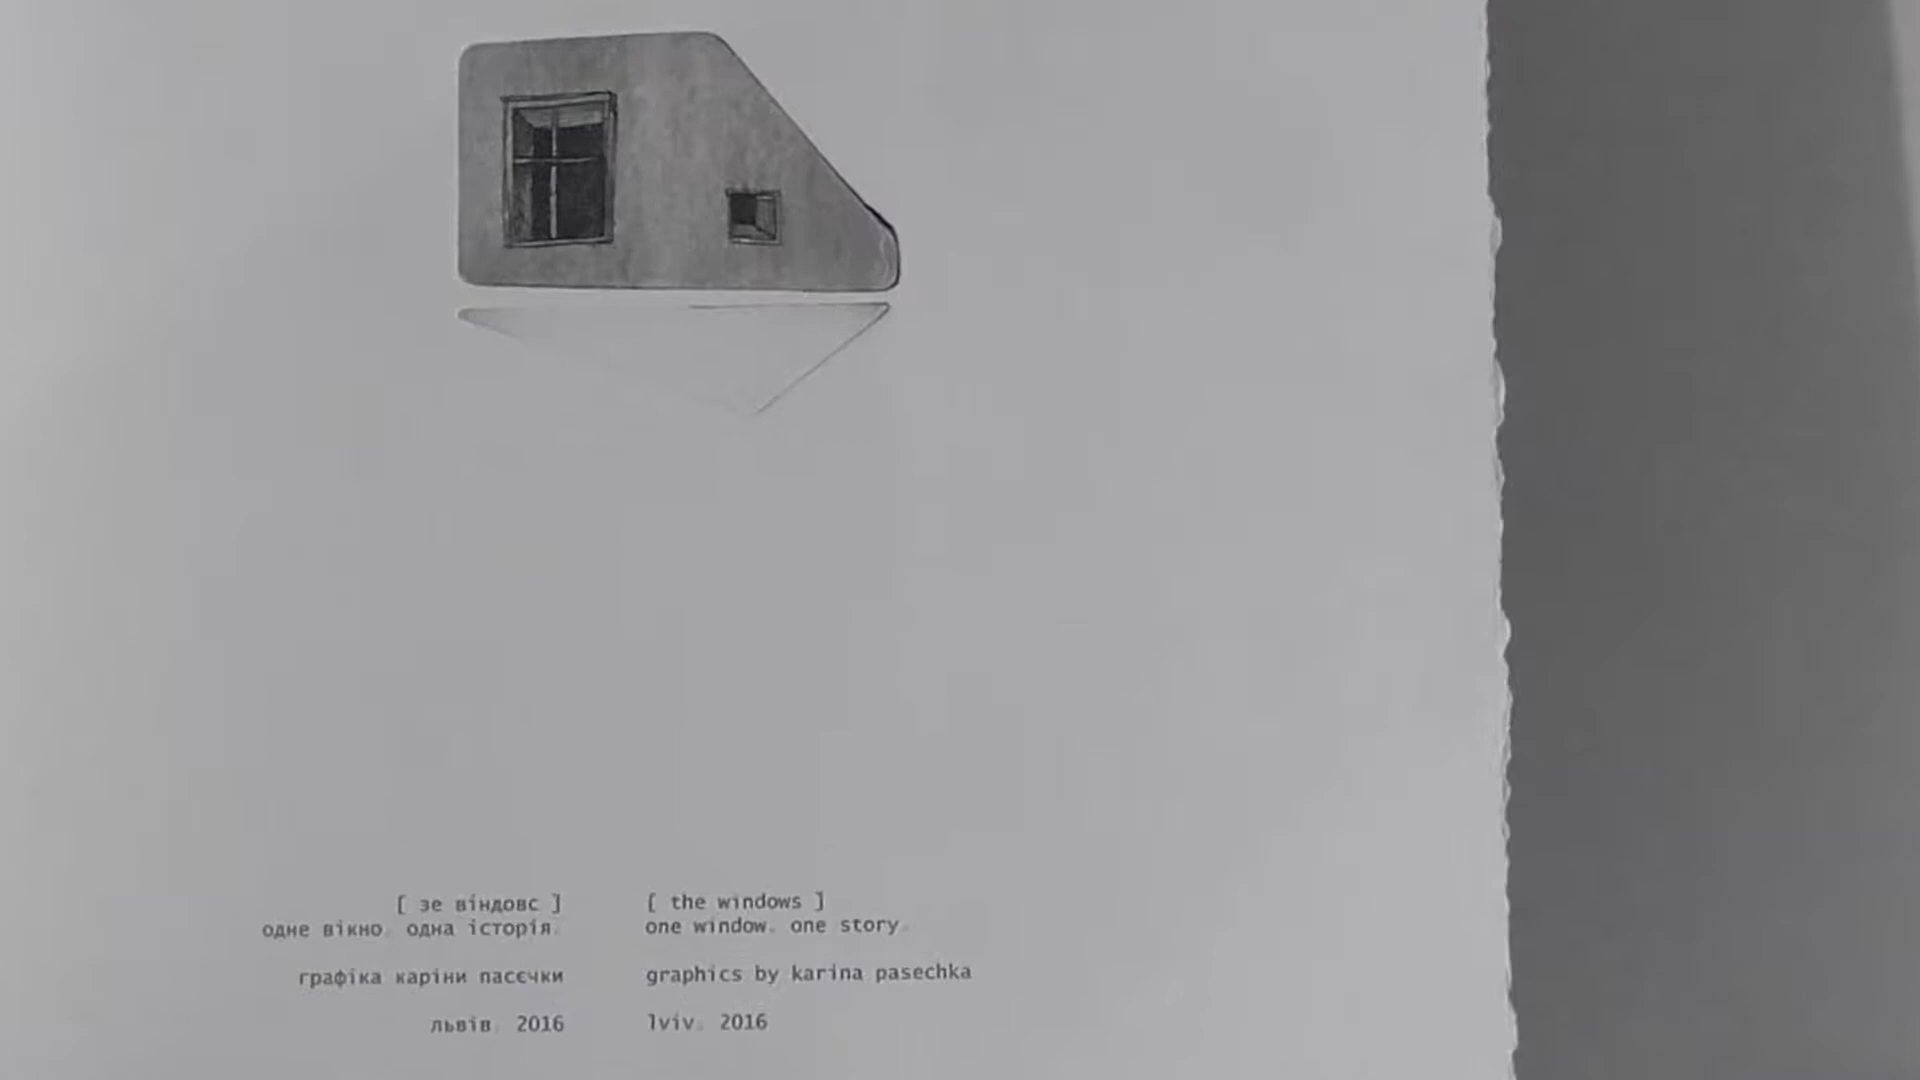 [ зе віндовс ]
одне вікно. одна історія.
графіка каріни пасєчки
львів. 2016
[ the windows ]
one window. one story.
graphics by karina pasechka
lviv. 2016